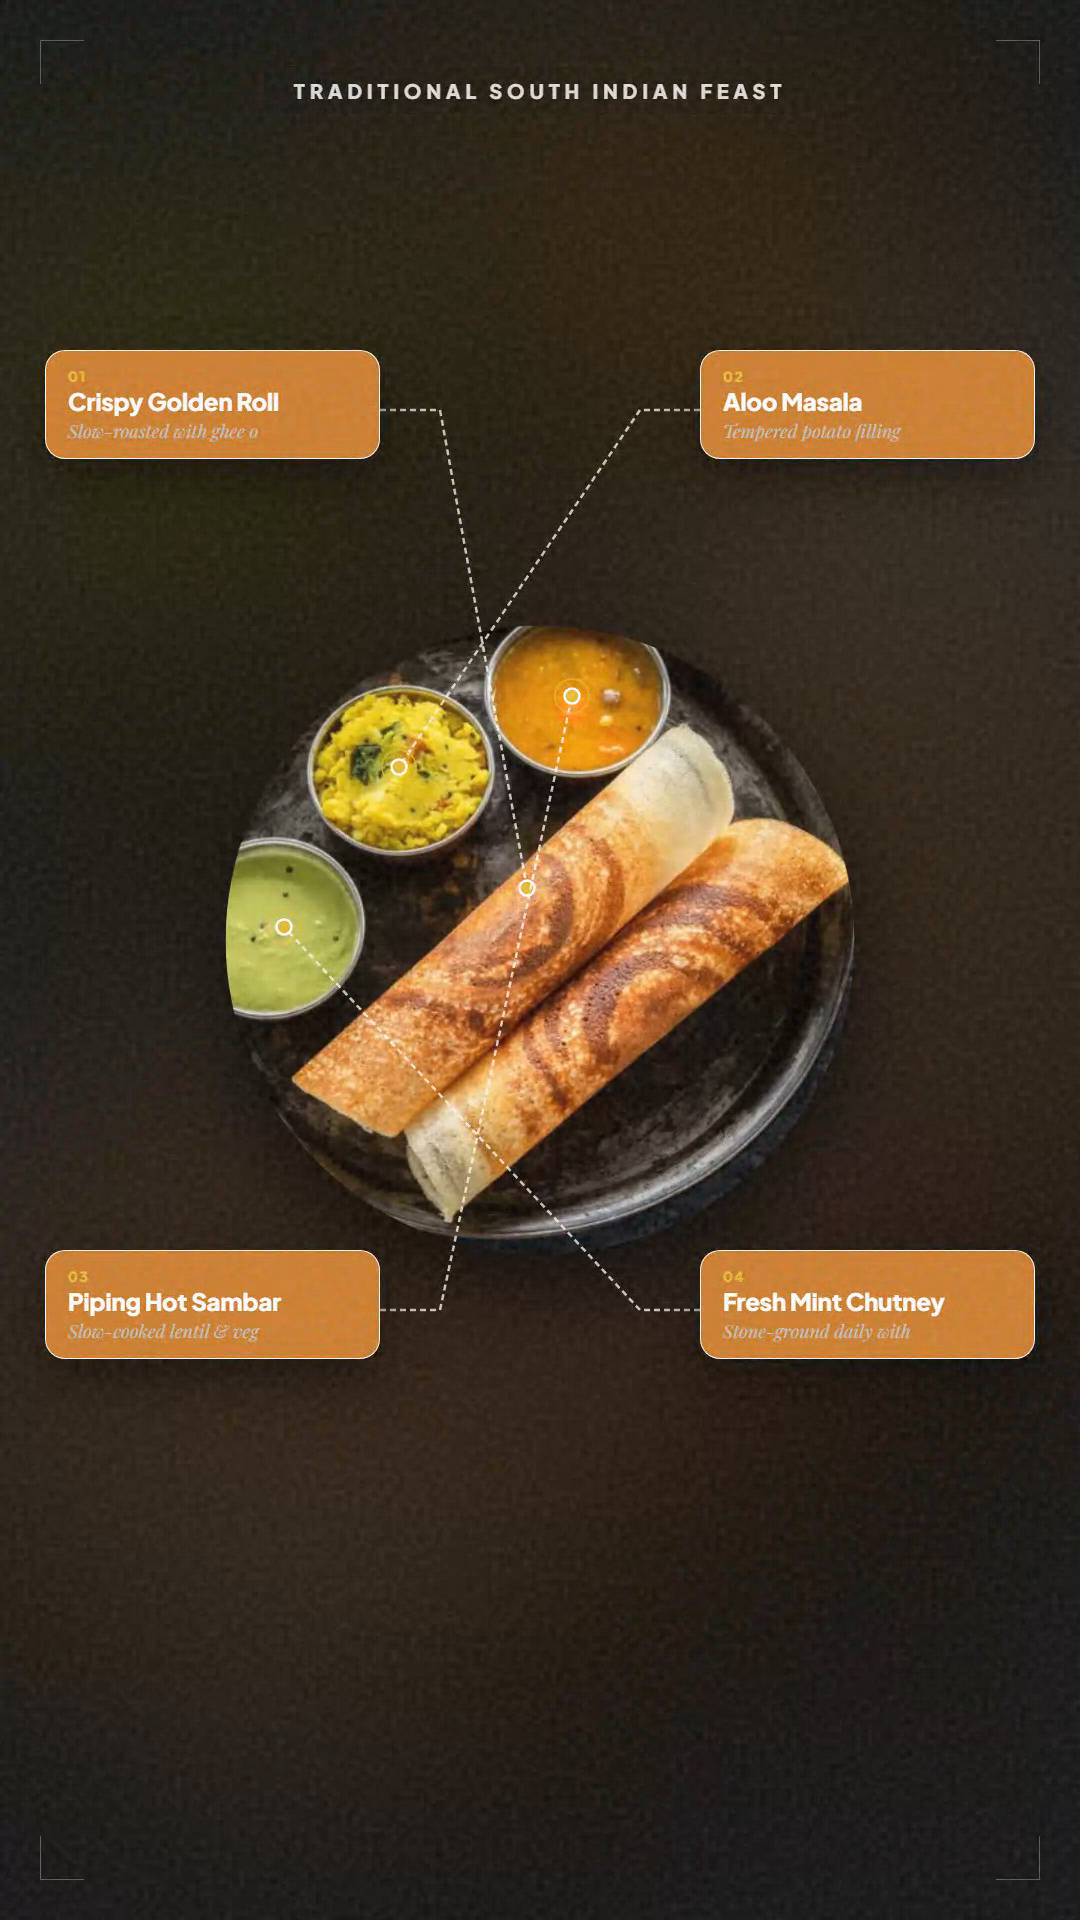 TRADITIONAL SOUTH INDIAN FEAST
01
Crispy Golden Roll
Slow-roasted with ghee o
02
Aloo Masala
Tempered potato filling
03
Piping Hot Sambar
Slow-cooked lentil & veg
04
Fresh Mint Chutney
Stone-ground daily with